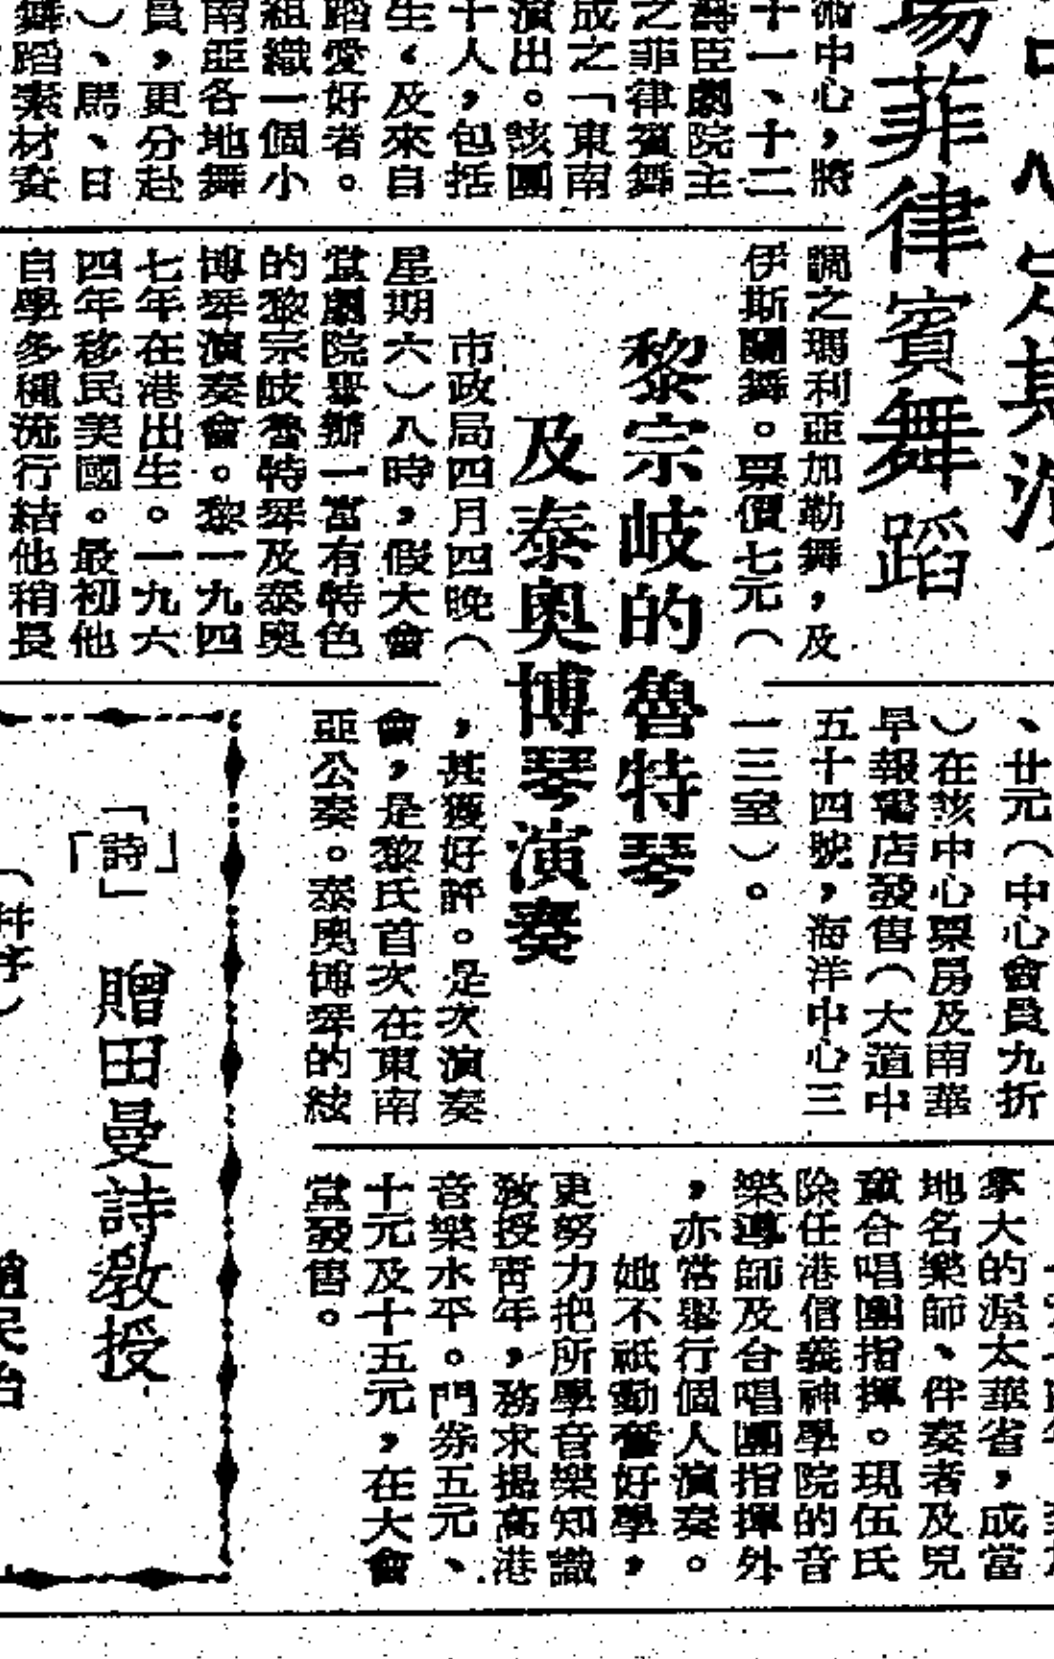 場菲律賓舞蹈
術中心，將
十一、十二
壽臣劇院主
之菲律賓舞
成之「東南
演出。該團
十人，包括
生，及來自
蹈愛好者。
組織一個小
南亞各地舞
員，更分赴
）、馬、日
舞蹈素材賚
調之瑪利亞加勒舞，及
伊斯蘭舞。票價七元（
黎宗岐的魯特琴
及泰奧博琴演奏
市政局四月四晚（
星期六）八時，假大會
堂劇院舉辦一富有特色
的黎宗岐魯特琴及泰奧
博琴演奏會。黎一九四
七年在港出生。一九六
四年移民美國。最初他
自學多種流行結他稍長
、廿元（中心會員九折
）在該中心票房及南華
早報書店發售（大道中
五十四號，海洋中心三
一三室）。
，甚獲好評。是次演奏
會，是黎氏首次在東南
亞公奏。泰奧博琴的絃
「「詩」」贈田曼詩教授
拿大的渥太華省，成當
地名樂師、伴奏者及兒
童合唱團指揮。現伍氏
除任港信義神學院的音
樂導師及合唱團指揮外
，亦常舉行個人演奏。
她不祇勤奮好學，
更努力把所學音樂知識
教授青年，務求提高港
音樂水平。門券五元、
十元及十五元，在大會
堂發售。